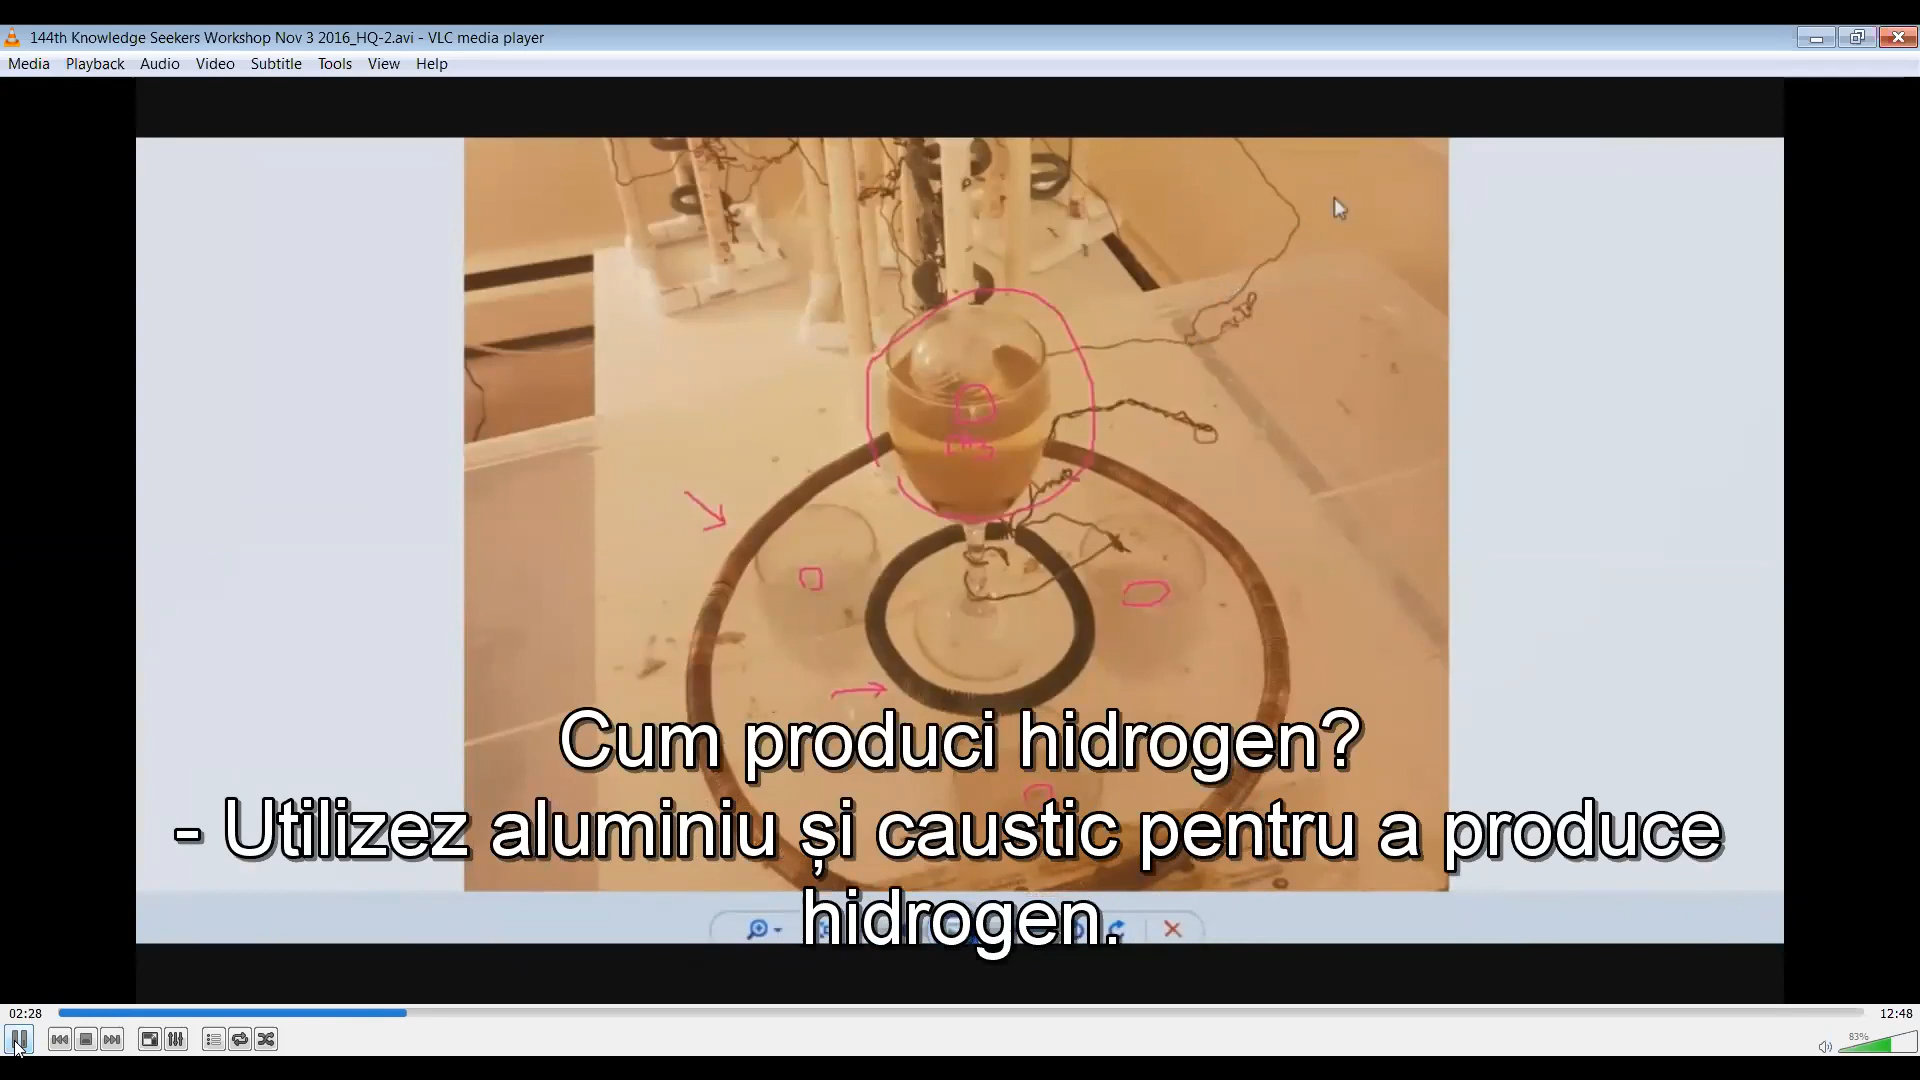 144th Knowledge Seekers Workshop Nov 3 2016_HQ-2.avi - VLC media player
Media Playback Audio Video Subtitle Tools View Help
Cum produci hidrogen?
- Utilizez aluminiu și caustic pentru a produce
hidrogen.
02:28
12:48
83%